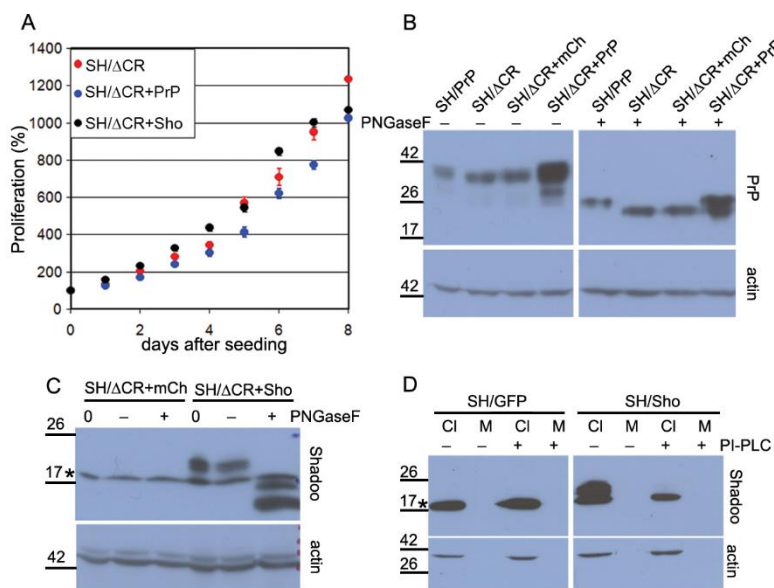 A
1400
1200
1000
800
600
400
200
0
Proliferation (%)
SH/ΔCR
SH/ΔCR+PrP
SH/ΔCR+Sho
0 2 4 6 8
days after seeding
B
SH/PrP SH/ΔCR SH/ΔCR+mCh SH/ΔCR+PrP SH/PrP SH/ΔCR SH/ΔCR+mCh SH/ΔCR+PrP
PNGaseF – – – – + + + +
42
26
17
PrP
42
actin
C
SH/ΔCR+mCh SH/ΔCR+Sho
0 – + 0 – + PNGaseF
26
17*
Shadoo
42
actin
D
SH/GFP SH/Sho
Cl M Cl M Cl M Cl M
– – + + – – + + PI-PLC
26
17*
Shadoo
42
26
actin